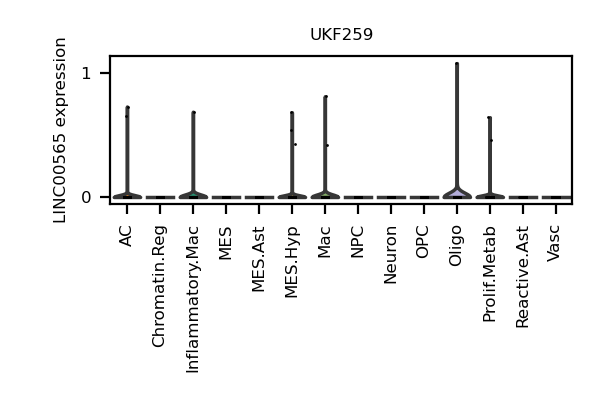 UKF259
LINC00565 expression
1
0
AC
Chromatin.Reg
Inflammatory.Mac
MES
MES.Ast
MES.Hyp
Mac
NPC
Neuron
OPC
Oligo
Prolif.Metab
Reactive.Ast
Vasc